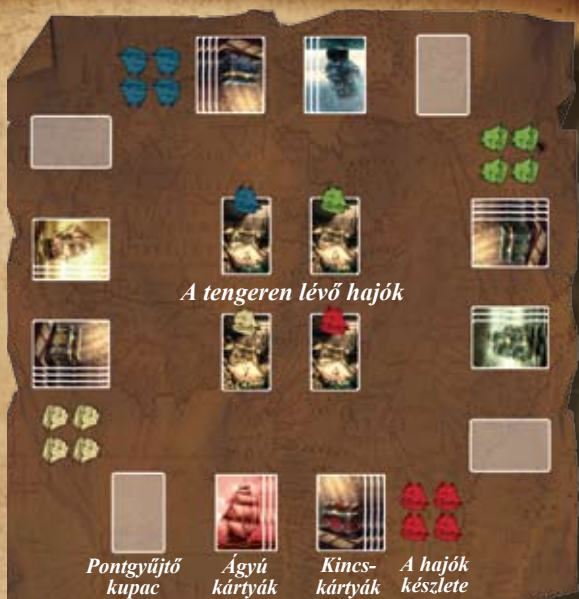 A tengeren lévő hajók
Pontgyűjtő
kupac
Ágyú
kártyák
Kincs-
kártyák
A hajók
készlete